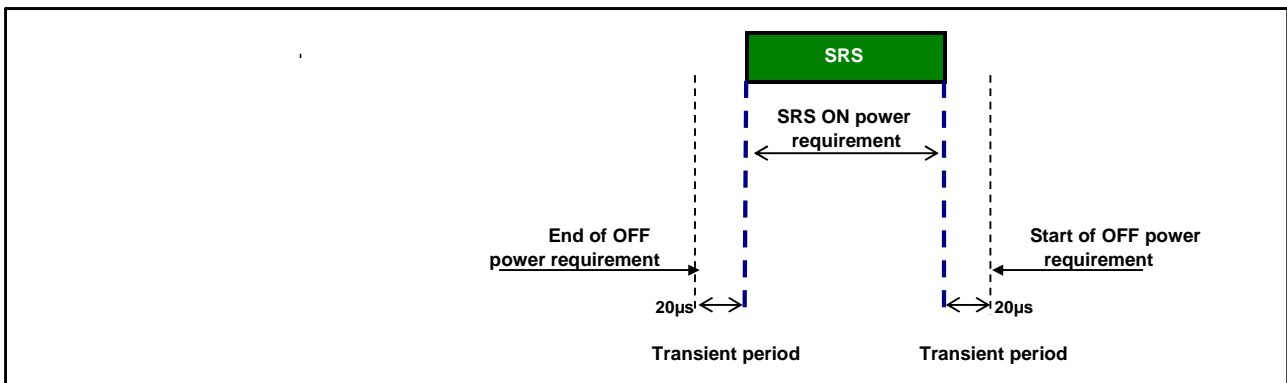 SRS
SRS ON power
requirement
End of OFF
power requirement
Start of OFF power
requirement
20µs
20µs
Transient period
Transient period